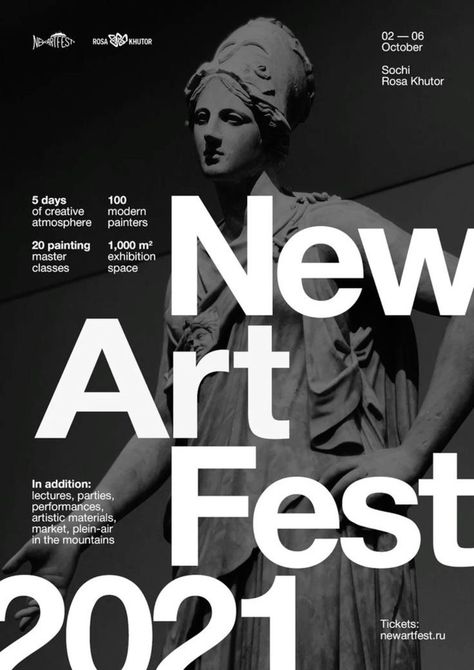 NEWARTFEST
ROSA KHUTOR
02 — 06
October
Sochi
Rosa Khutor
5 days
of creative
atmosphere
100
modern
painters
20 painting
master
classes
1,000 m²
exhibition
space
New
Art
Fest
2021
In addition:
lectures, parties,
performances,
artistic materials,
market, plein-air
in the mountains
Tickets:
newartfest.ru